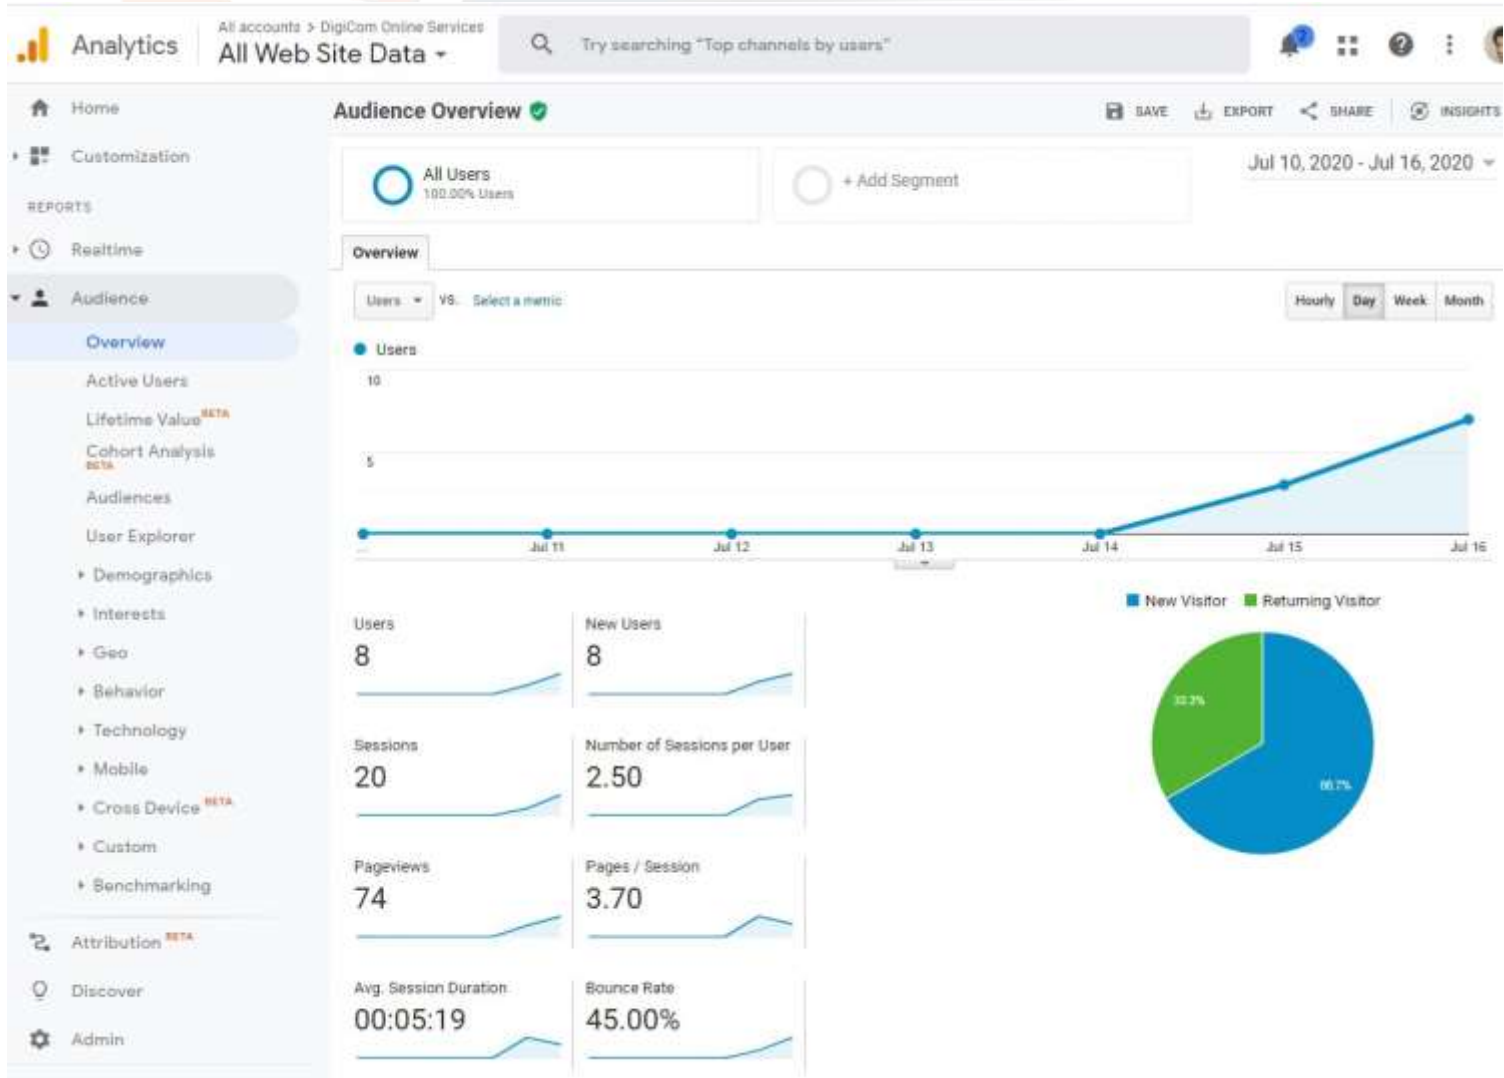 All accounts > DigiCom Online Services
Analytics
All Web Site Data
Try searching "Top channels by users"
2
Home
Customization
REPORTS
Realtime
Audience
Overview
Active Users
Lifetime Value BETA
Cohort Analysis
BETA
Audiences
User Explorer
Demographics
Interests
Geo
Behavior
Technology
Mobile
Cross Device BETA
Custom
Benchmarking
Attribution BETA
Discover
Admin
Audience Overview
SAVE
EXPORT
SHARE
INSIGHTS
All Users
100.00% Users
+ Add Segment
Jul 10, 2020 - Jul 16, 2020
Overview
Users VS. Select a metric
Hourly Day Week Month
Users
10
5
... Jul 11 Jul 12 Jul 13 Jul 14 Jul 15 Jul 16
New Visitor Returning Visitor
33.3%
66.7%
Users
8
New Users
8
Sessions
20
Number of Sessions per User
2.50
Pageviews
74
Pages / Session
3.70
Avg. Session Duration
00:05:19
Bounce Rate
45.00%